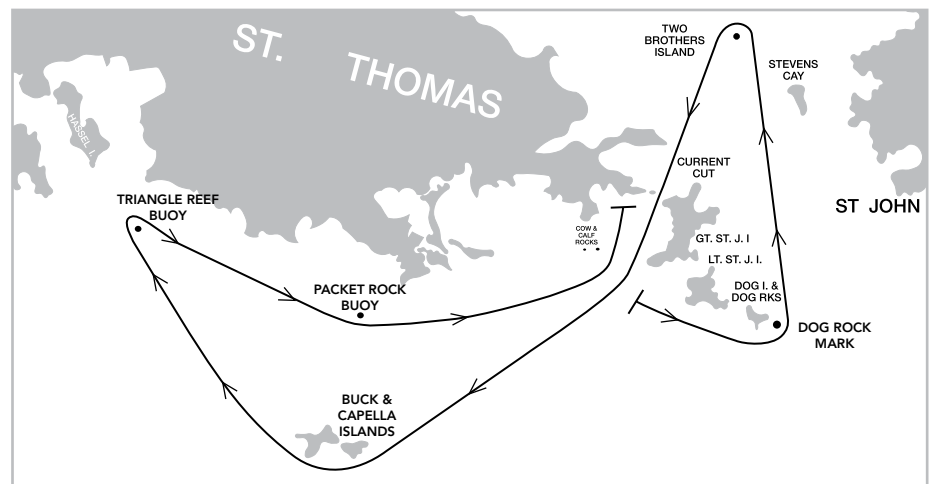 ST.
THOMAS
HASSEL I.
TWO
BROTHERS
ISLAND
STEVENS
CAY
CURRENT
CUT
ST JOHN
TRIANGLE REEF
BUOY
COW &
CALF
ROCKS
GT. ST. J. I
LT. ST. J. I.
PACKET ROCK
BUOY
DOG I. &
DOG RKS
DOG ROCK
MARK
BUCK &
CAPELLA
ISLANDS